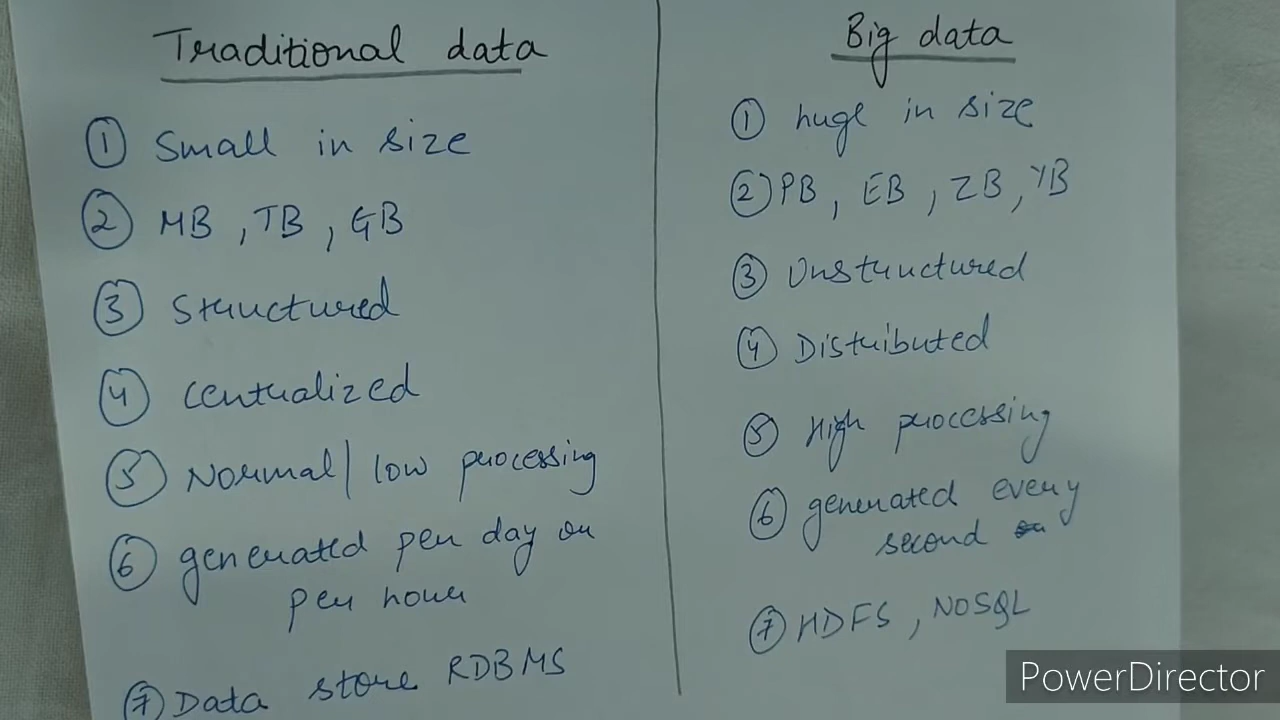 Traditional data
① Small in size
② MB, TB, GB
③ Structured
④ Centralized
⑤ Normal/low processing
⑥ generated per day or
per hour
⑦ Data store RDBMS
Big data
① huge in size
② PB, EB, ZB, YB
③ Unstructured
④ Distributed
⑤ High processing
⑥ generated every
second
⑦ HDFS, NOSQL
PowerDirector